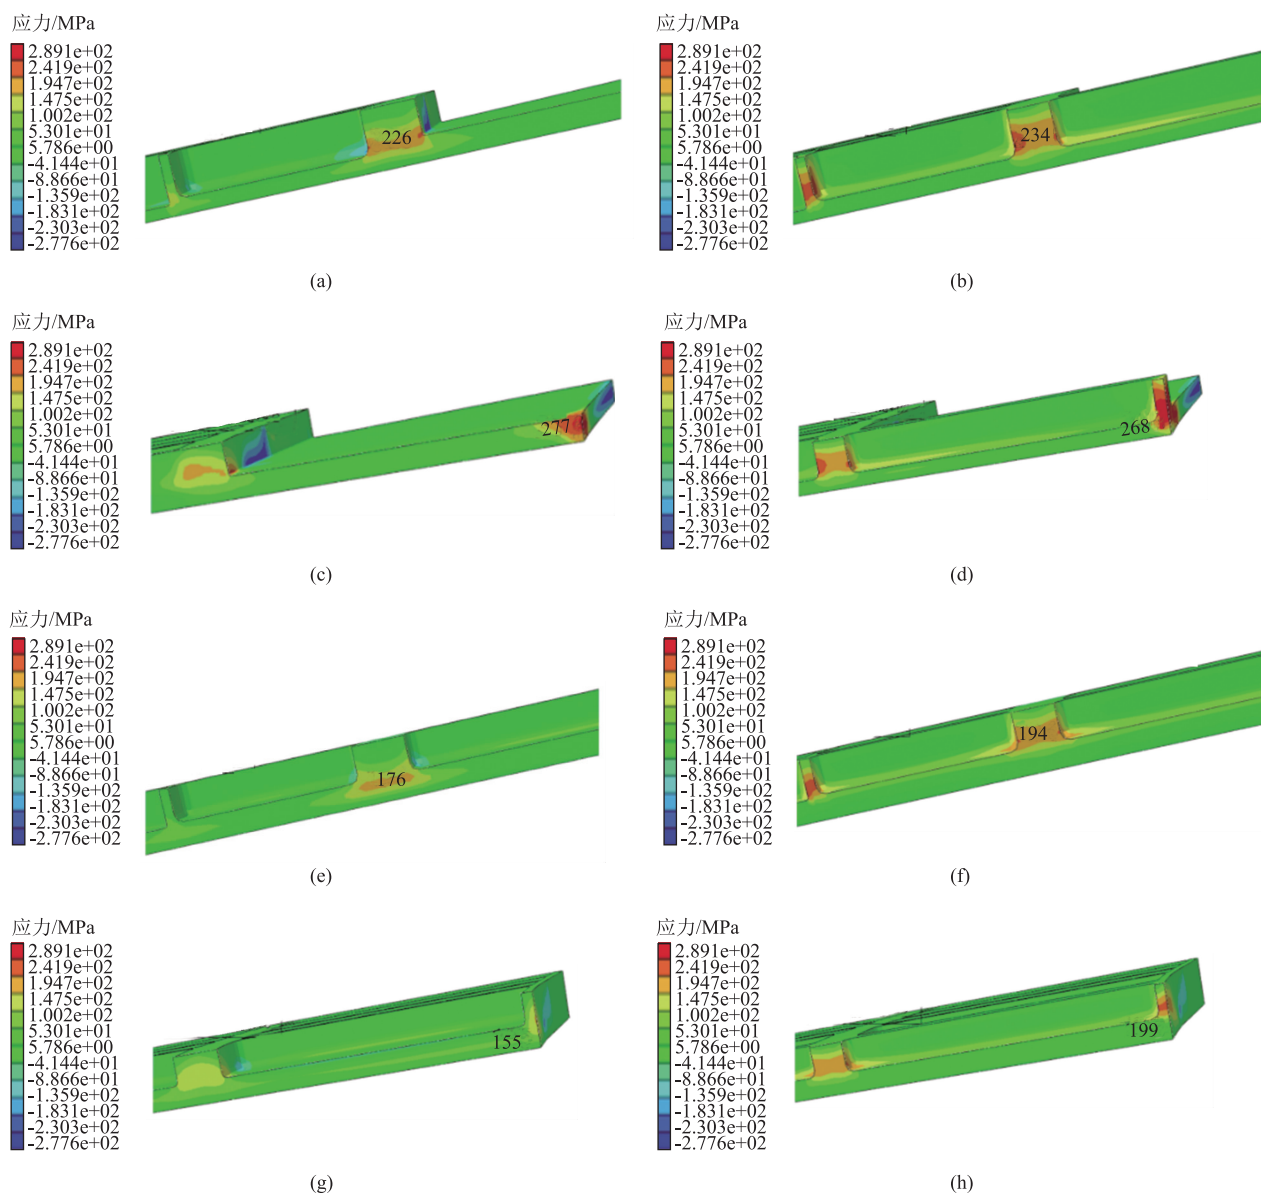 应力/MPa
2.891e+02
2.419e+02
1.947e+02
1.475e+02
1.002e+02
5.301e+01
5.786e+00
-4.144e+01
-8.866e+01
-1.359e+02
-1.831e+02
-2.303e+02
-2.776e+02
226
(a)
应力/MPa
2.891e+02
2.419e+02
1.947e+02
1.475e+02
1.002e+02
5.301e+01
5.786e+00
-4.144e+01
-8.866e+01
-1.359e+02
-1.831e+02
-2.303e+02
-2.776e+02
234
(b)
应力/MPa
2.891e+02
2.419e+02
1.947e+02
1.475e+02
1.002e+02
5.301e+01
5.786e+00
-4.144e+01
-8.866e+01
-1.359e+02
-1.831e+02
-2.303e+02
-2.776e+02
277
(c)
应力/MPa
2.891e+02
2.419e+02
1.947e+02
1.475e+02
1.002e+02
5.301e+01
5.786e+00
-4.144e+01
-8.866e+01
-1.359e+02
-1.831e+02
-2.303e+02
-2.776e+02
268
(d)
应力/MPa
2.891e+02
2.419e+02
1.947e+02
1.475e+02
1.002e+02
5.301e+01
5.786e+00
-4.144e+01
-8.866e+01
-1.359e+02
-1.831e+02
-2.303e+02
-2.776e+02
176
(e)
应力/MPa
2.891e+02
2.419e+02
1.947e+02
1.475e+02
1.002e+02
5.301e+01
5.786e+00
-4.144e+01
-8.866e+01
-1.359e+02
-1.831e+02
-2.303e+02
-2.776e+02
194
(f)
应力/MPa
2.891e+02
2.419e+02
1.947e+02
1.475e+02
1.002e+02
5.301e+01
5.786e+00
-4.144e+01
-8.866e+01
-1.359e+02
-1.831e+02
-2.303e+02
-2.776e+02
155
(g)
应力/MPa
2.891e+02
2.419e+02
1.947e+02
1.475e+02
1.002e+02
5.301e+01
5.786e+00
-4.144e+01
-8.866e+01
-1.359e+02
-1.831e+02
-2.303e+02
-2.776e+02
199
(h)